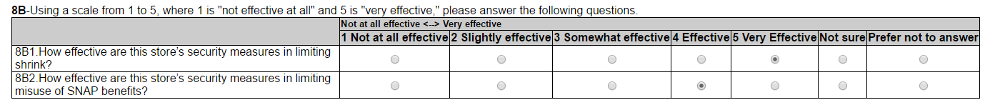 8B-Using a scale from 1 to 5, where 1 is "not effective at all" and 5 is "very effective," please answer the following questions.
Not at all effective <--> Very effective
1 Not at all effective 2 Slightly effective 3 Somewhat effective 4 Effective 5 Very Effective Not sure Prefer not to answer
8B1.How effective are this store's security measures in limiting
shrink?
8B2.How effective are this store's security measures in limiting
misuse of SNAP benefits?